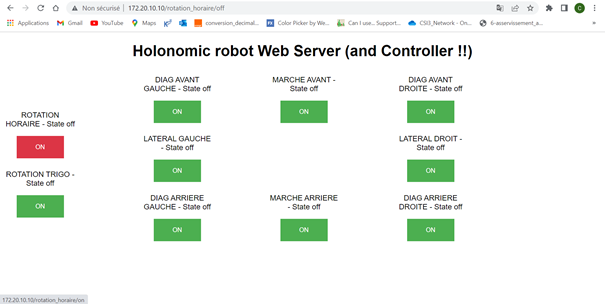 Non sécurisé | 172.20.10.10/rotation_horaire/off
Applications Gmail YouTube Maps conversion_decimal... Color Picker by We... Can I use... Support... CSI3_Network - On... 6-asservissement_a... »
Holonomic robot Web Server (and Controller !!)
DIAG AVANT
GAUCHE - State off
ON
MARCHE AVANT -
State off
ON
DIAG AVANT
DROITE - State off
ON
ROTATION
HORAIRE - State off
ON
LATERAL GAUCHE
- State off
ON
LATERAL DROIT -
State off
ON
ROTATION TRIGO -
State off
ON
DIAG ARRIERE
GAUCHE - State off
ON
MARCHE ARRIERE
- State off
ON
DIAG ARRIERE
DROITE - State off
ON
172.20.10.10/rotation_horaire/on